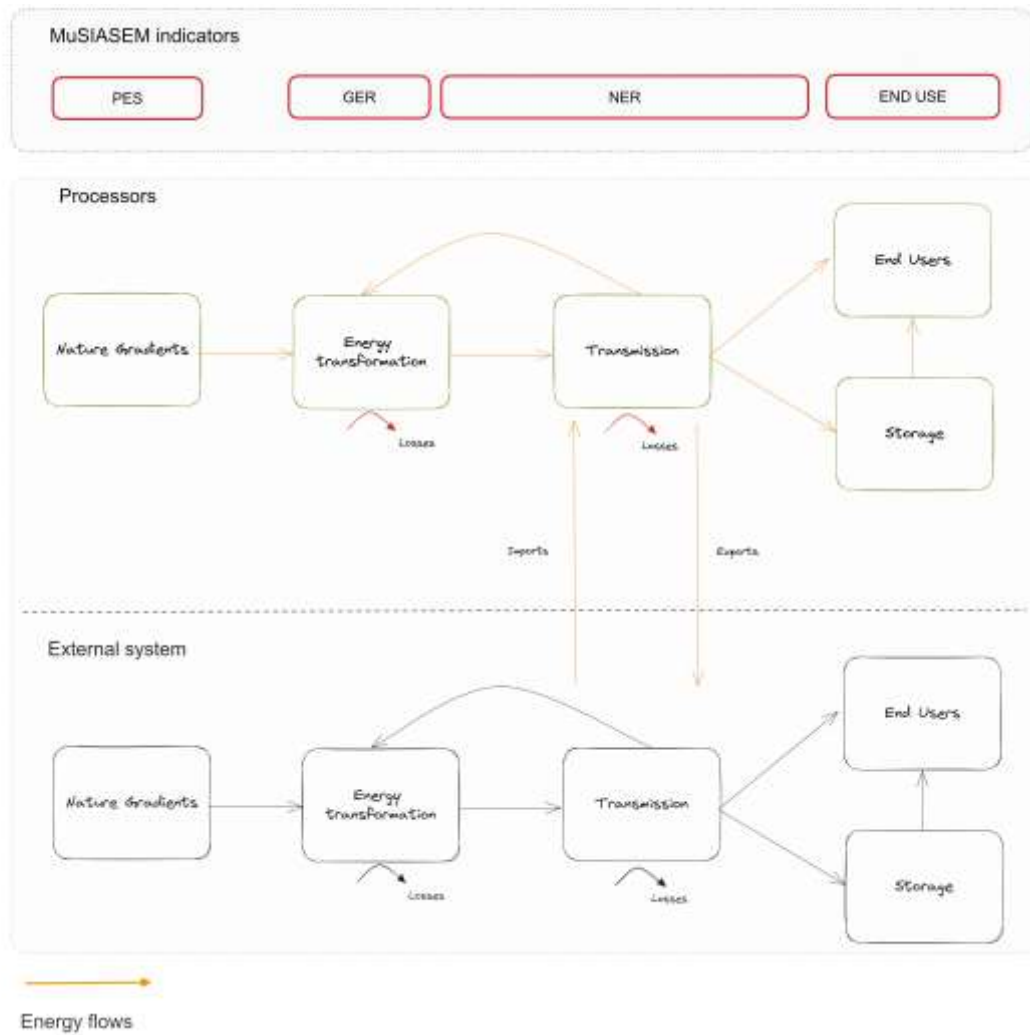 MuSIASEM indicators
PES
GER
NER
END USE
Processors
End Users
Nature Gradients
Energy
transformation
Transmission
Storage
Losses
Losses
Imports
Exports
External system
End Users
Nature Gradients
Energy
transformation
Transmission
Storage
Losses
Losses
Energy flows